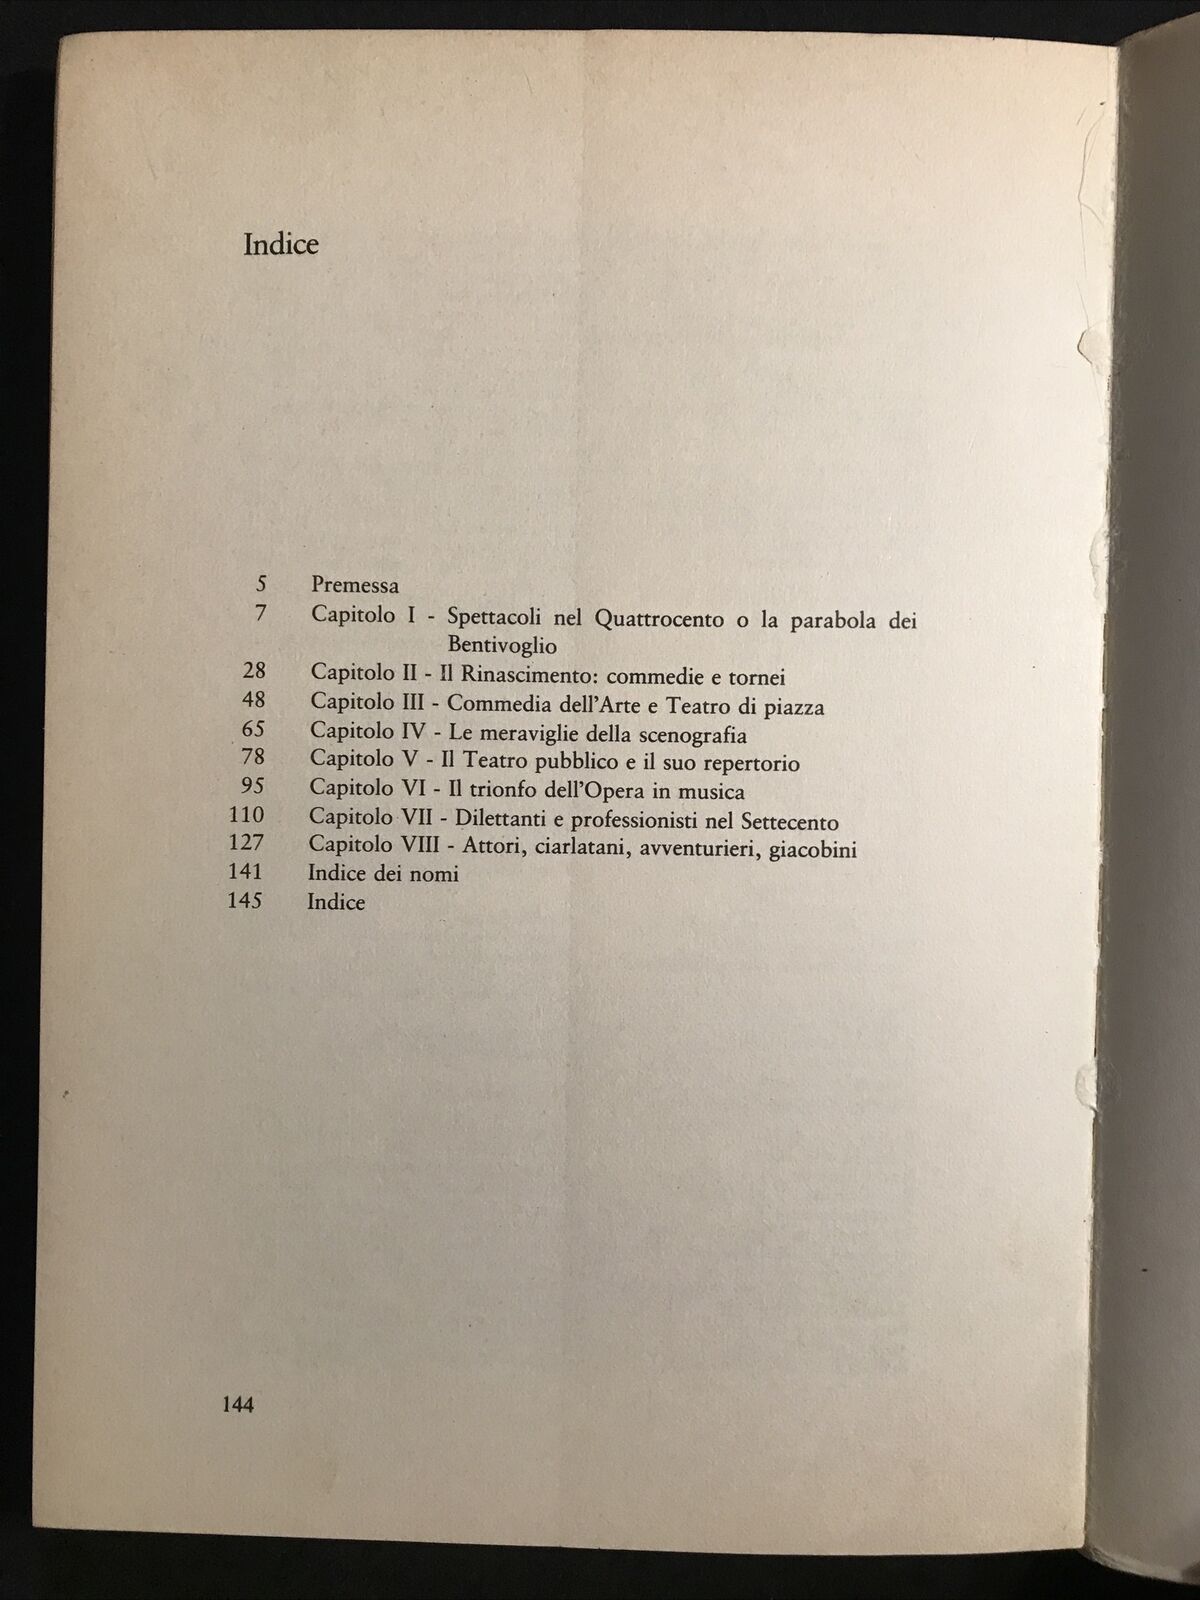 Indice
5 Premessa
7 Capitolo I - Spettacoli nel Quattrocento o la parabola dei
Bentivoglio
28 Capitolo II - Il Rinascimento: commedie e tornei
48 Capitolo III - Commedia dell'Arte e Teatro di piazza
65 Capitolo IV - Le meraviglie della scenografia
78 Capitolo V - Il Teatro pubblico e il suo repertorio
95 Capitolo VI - Il trionfo dell'Opera in musica
110 Capitolo VII - Dilettanti e professionisti nel Settecento
127 Capitolo VIII - Attori, ciarlatani, avventurieri, giacobini
141 Indice dei nomi
145 Indice
144